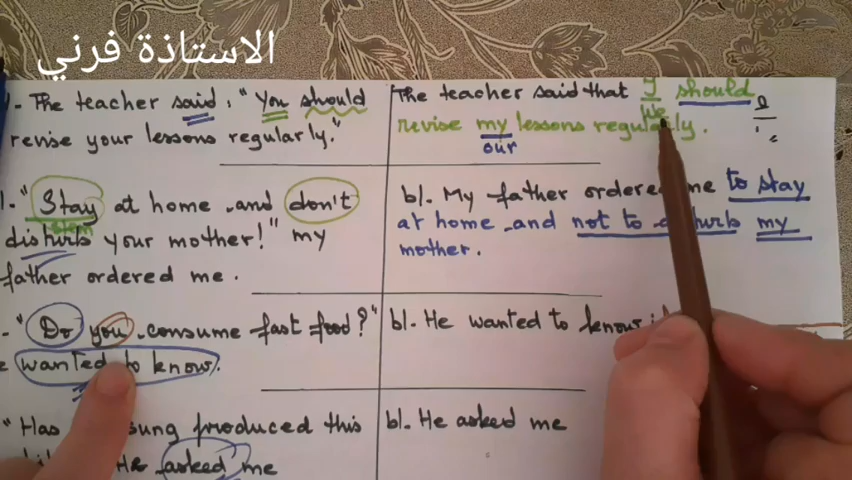 الاستاذة فرني
The teacher said : "You should
revise your lessons regularly."
The teacher said that I should
we
revise my lessons regularly.
our
"Stay at home and don't
disturb your mother!" my
father ordered me.
b/. My father ordered me to stay
at home and not to disturb my
mother.
"Do you consume fast food?"
wanted to know.
b/. He wanted to know
"Has produced this
He asked me
b/. He asked me